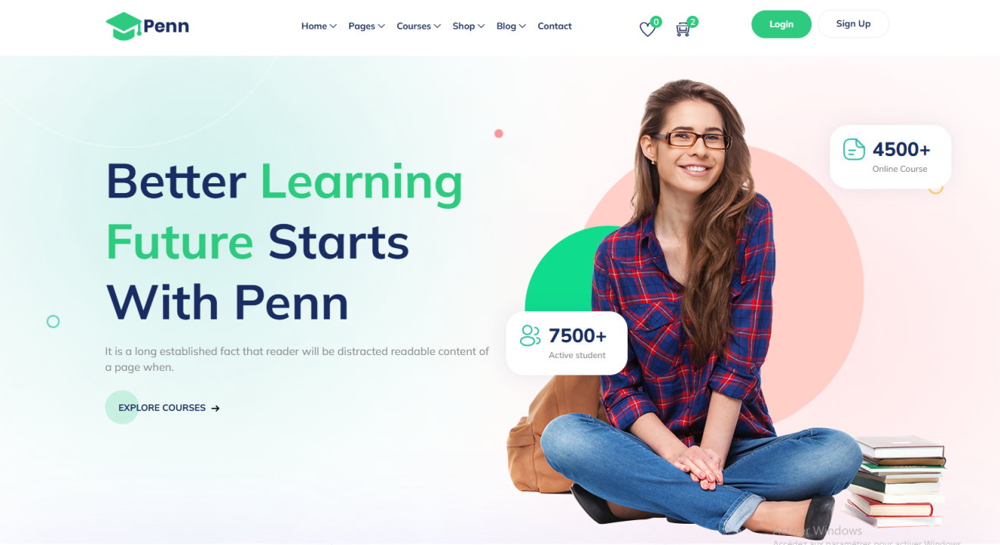 Penn
Home Pages Courses Shop Blog Contact
0
2
Login
Sign Up
4500+
Online Course
Better Learning
Future Starts
With Penn
7500+
Active student
It is a long established fact that reader will be distracted readable content of
a page when.
EXPLORE COURSES
Activer Windows
Accédez aux paramètres pour activer Windows